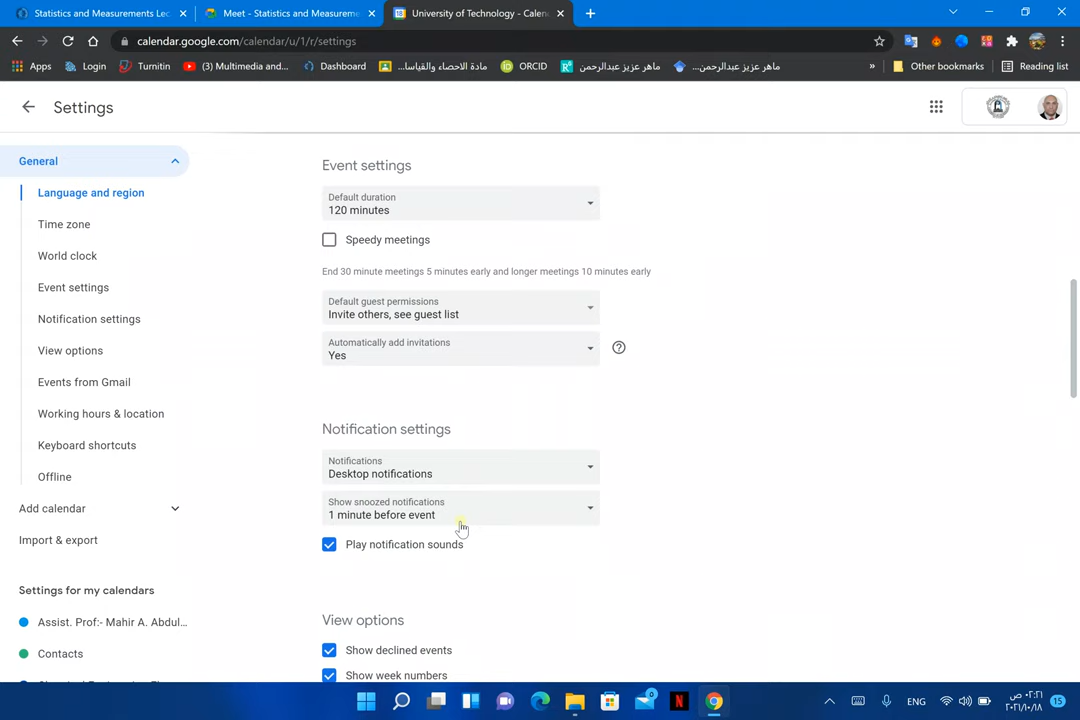 Statistics and Measurements Lec
Meet - Statistics and Measureme
University of Technology - Calen
calendar.google.com/calendar/u/1/r/settings
Apps
Login
Turnitin
(3) Multimedia and...
Dashboard
مادة الاحصاء والقياسا...
ORCID
ماهر عزيز عبدالرحمن
ماهر عزيز عبدالرحمن...
»
Other bookmarks
Reading list
Settings
General
Language and region
Time zone
World clock
Event settings
Notification settings
View options
Events from Gmail
Working hours & location
Keyboard shortcuts
Offline
Add calendar
Import & export
Settings for my calendars
Assist. Prof:- Mahir A. Abdul...
Contacts
Event settings
Default duration
120 minutes
Speedy meetings
End 30 minute meetings 5 minutes early and longer meetings 10 minutes early
Default guest permissions
Invite others, see guest list
Automatically add invitations
Yes
Notification settings
Notifications
Desktop notifications
Show snoozed notifications
1 minute before event
Play notification sounds
View options
Show declined events
Show week numbers
ENG
٠٢:٢١ ص
٢٠٢١/١٠/١٨
15